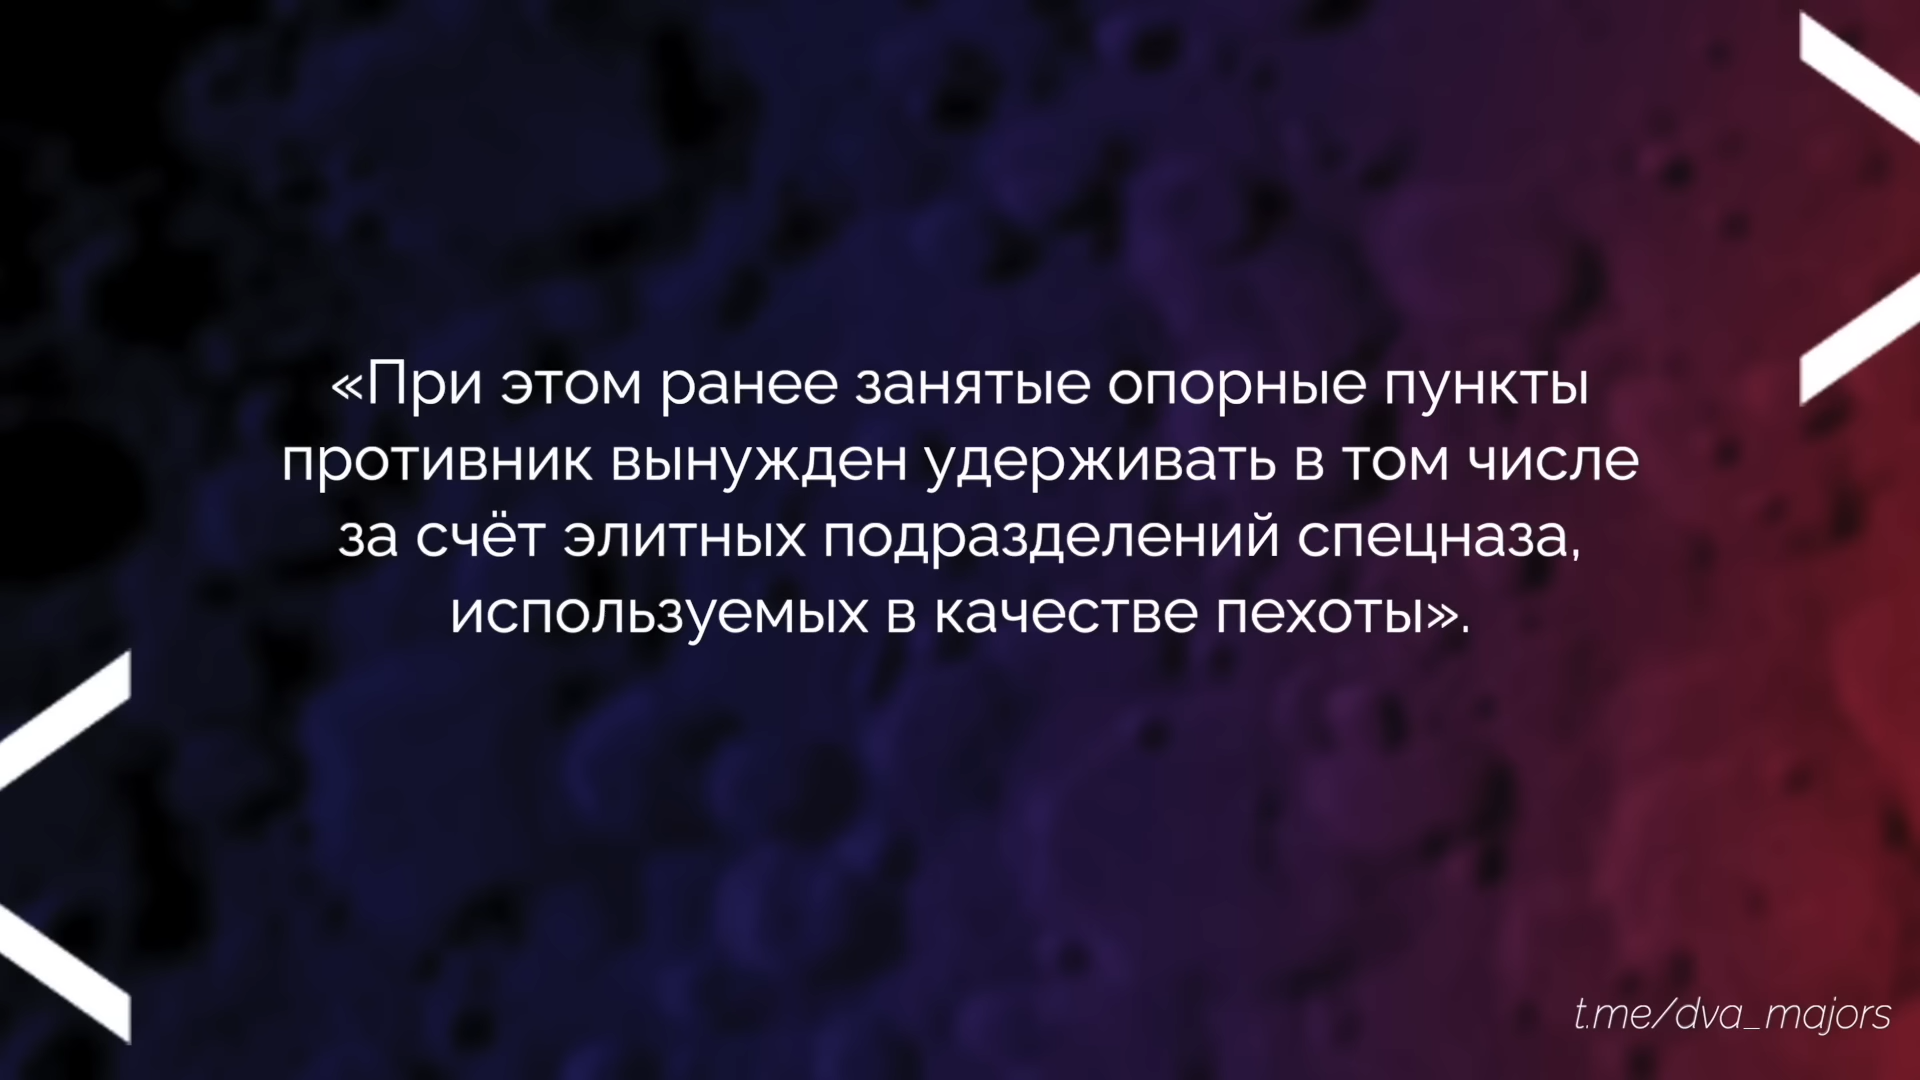 «При этом ранее занятые опорные пункты
противник вынужден удерживать в том числе
за счёт элитных подразделений спецназа,
используемых в качестве пехоты».
t.me/dva_majors